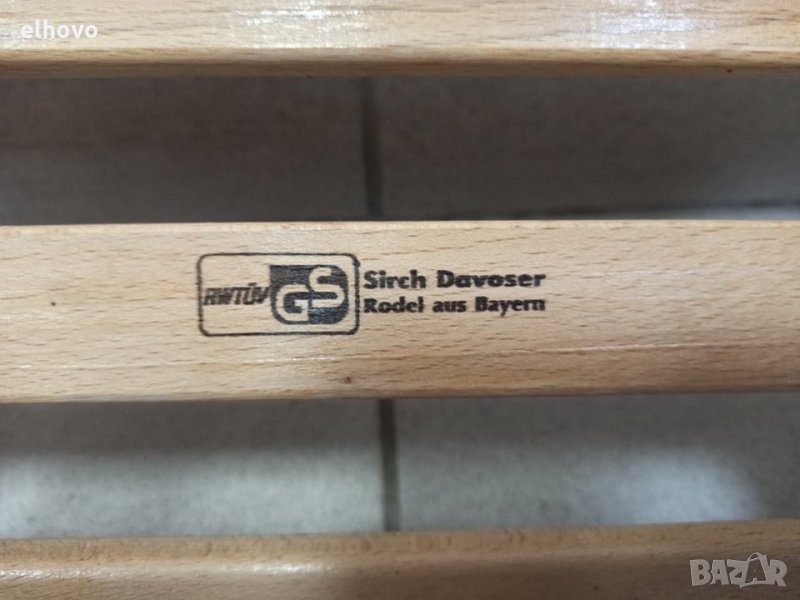 elhovo
RWTÜV GS Sirch Davoser
Rodel aus Bayern
BAZAR